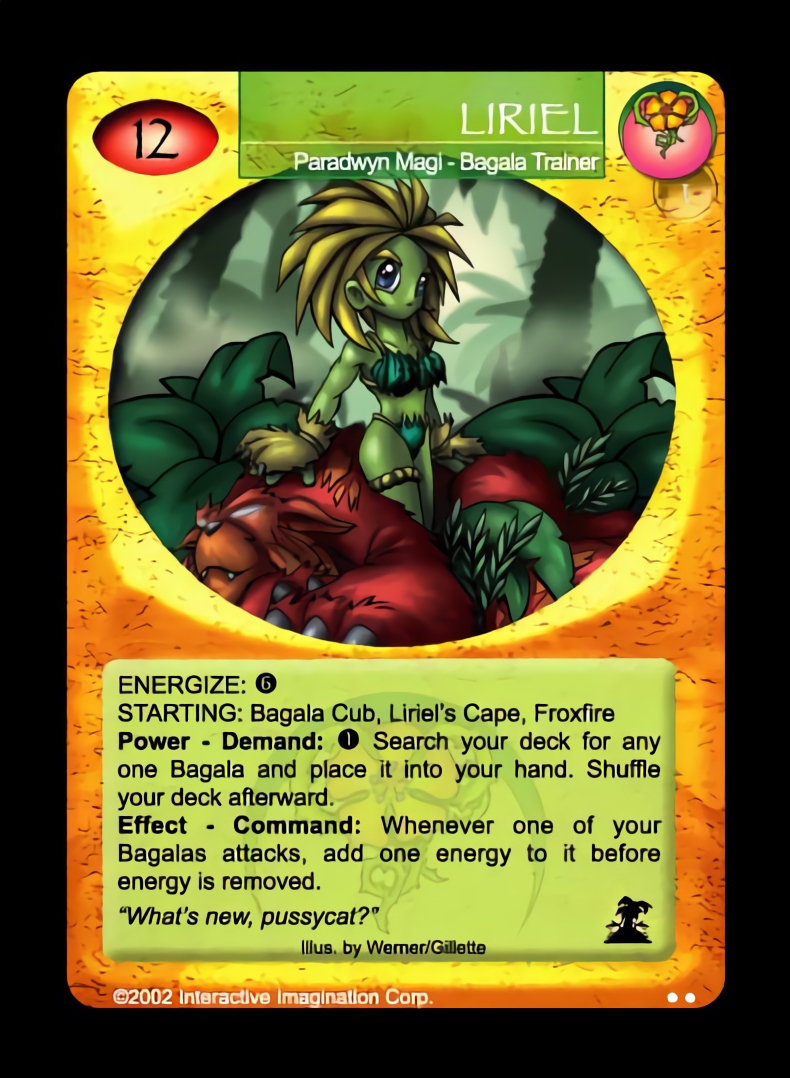 12
LIRIEL
Paradwyn Magi - Bagala Trainer
1
ENERGIZE: 6
STARTING: Bagala Cub, Liriel's Cape, Froxfire
Power - Demand: 1 Search your deck for any
one Bagala and place it into your hand. Shuffle
your deck afterward.
Effect - Command: Whenever one of your
Bagalas attacks, add one energy to it before
energy is removed.
“What's new, pussycat?”
Illus. by Werner/Gillette
©2002 Interactive Imagination Corp.